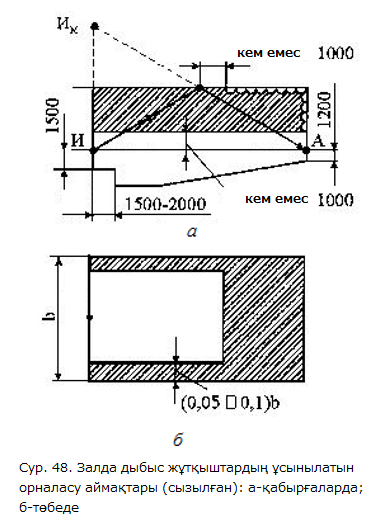 Иₖ
кем емес 1000
1500
1200
И
А
кем емес 1000
1500-2000
а
b
(0,05 □ 0,1)b
б
Сур. 48. Залда дыбыс жұтқыштардың ұсынылатын
орналасу аймақтары (сызылған): а-қабырғаларда;
б-төбеде